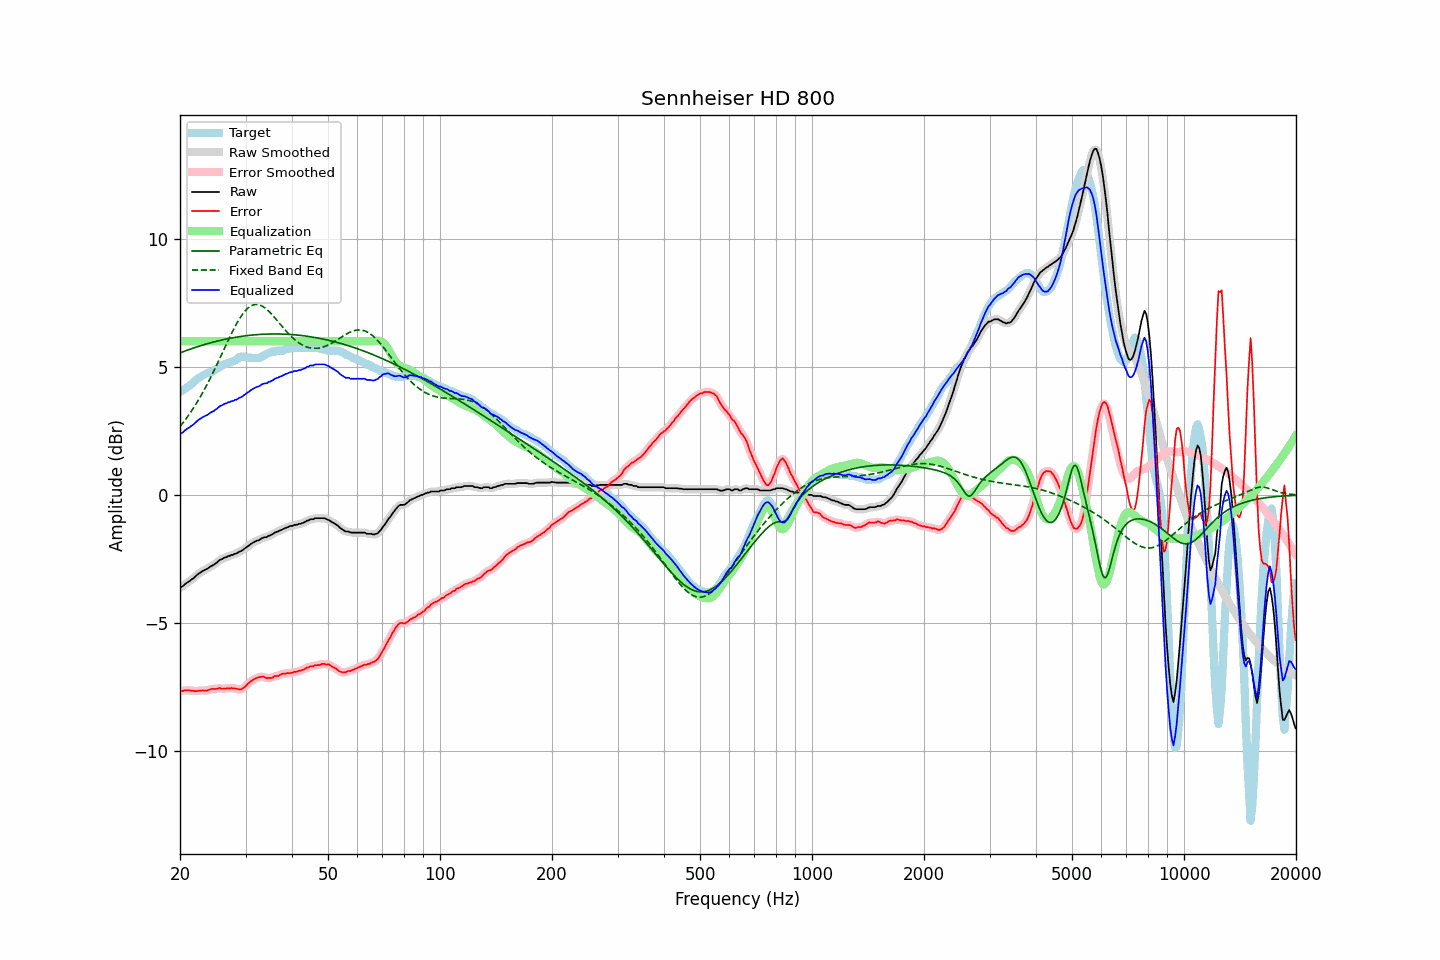 Sennheiser HD 800
Target
Raw Smoothed
Error Smoothed
Raw
Error
Equalization
Parametric Eq
Fixed Band Eq
Equalized
10
5
0
−5
−10
Amplitude (dBr)
20 50 100 200 500 1000 2000 5000 10000 20000
Frequency (Hz)